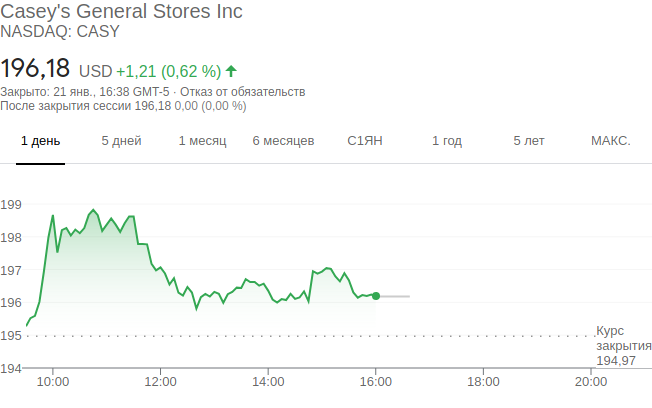 Casey's General Stores Inc
NASDAQ: CASY
196,18 USD +1,21 (0,62 %)
Закрыто: 21 янв., 16:38 GMT-5 · Отказ от обязательств
После закрытия сессии 196,18 0,00 (0,00 %)
1 день 5 дней 1 месяц 6 месяцев С1ЯН 1 год 5 лет МАКС.
199
198
197
196
195
Курс
закрытия
194,97
194
10:00 12:00 14:00 16:00 18:00 20:00